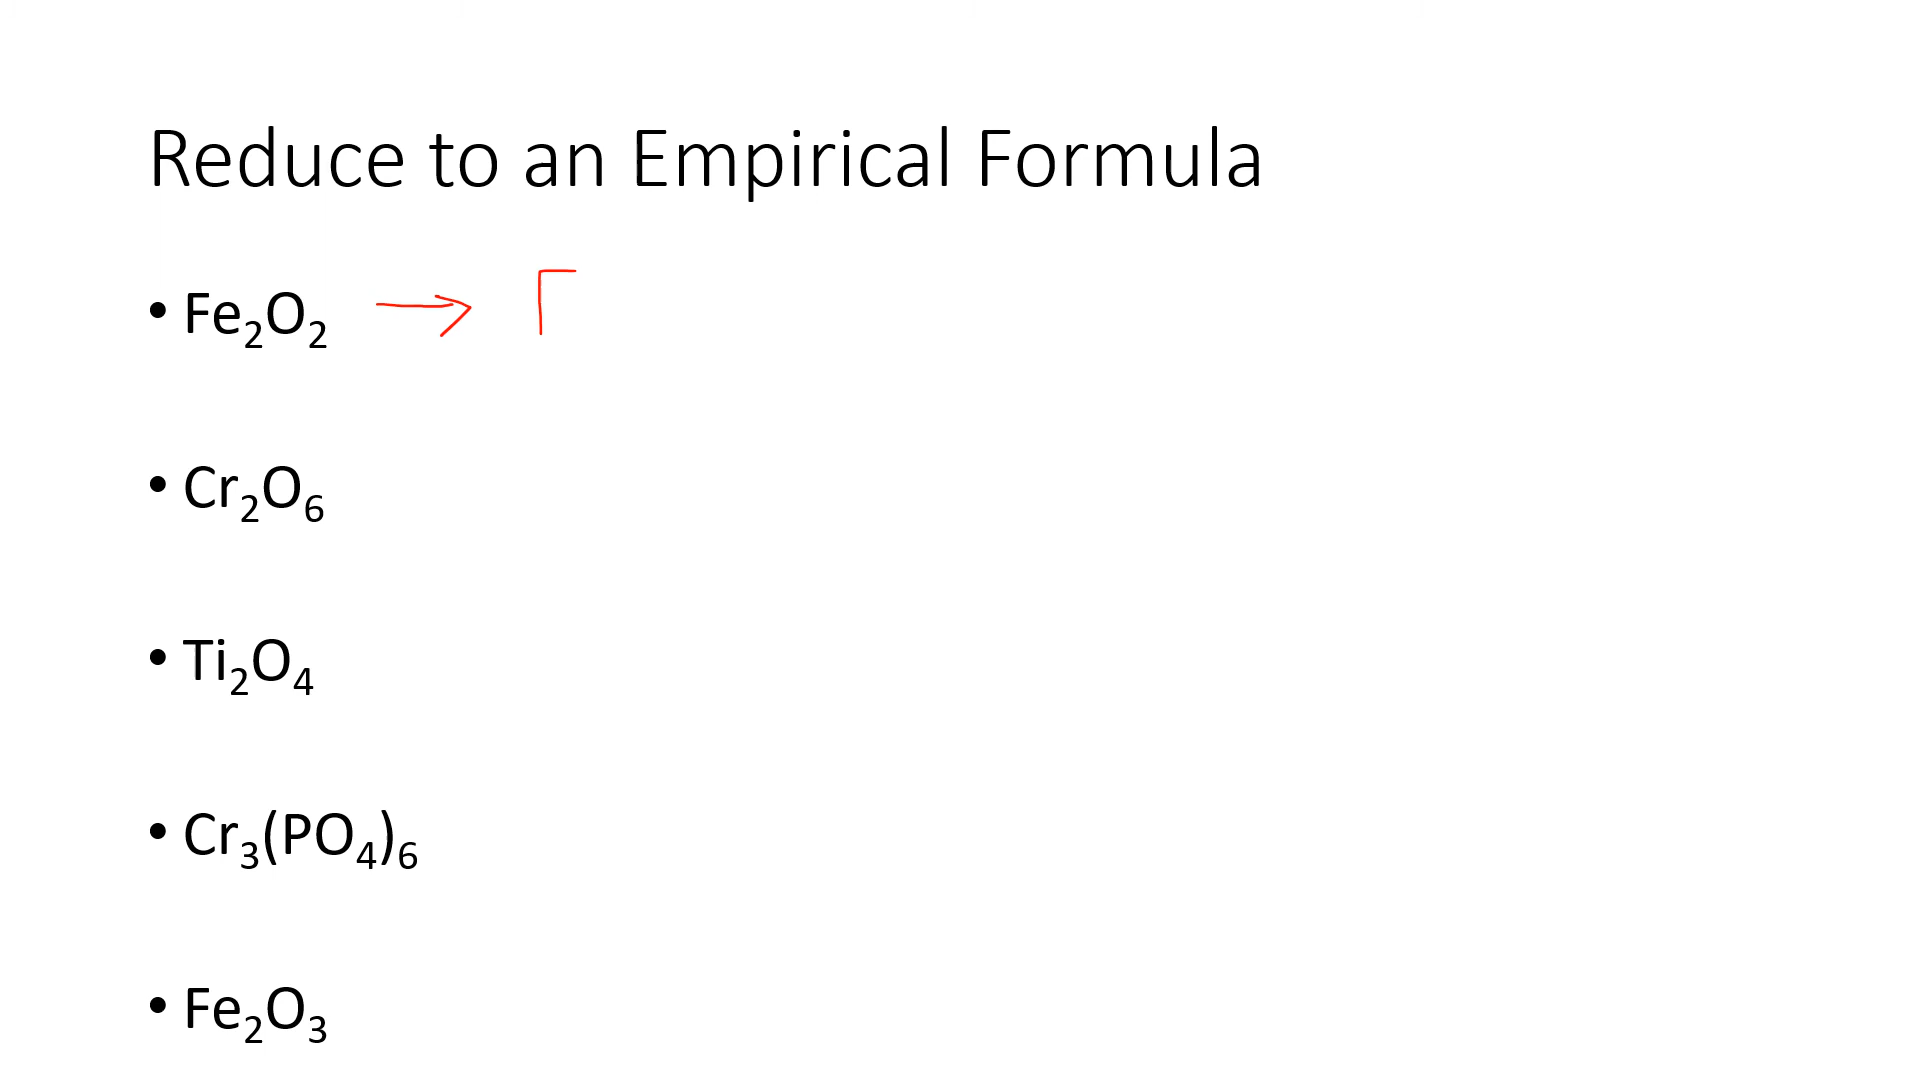 Reduce to an Empirical Formula
• Fe₂O₂ →
• Cr₂O₆
• Ti₂O₄
• Cr₃(PO₄)₆
• Fe₂O₃